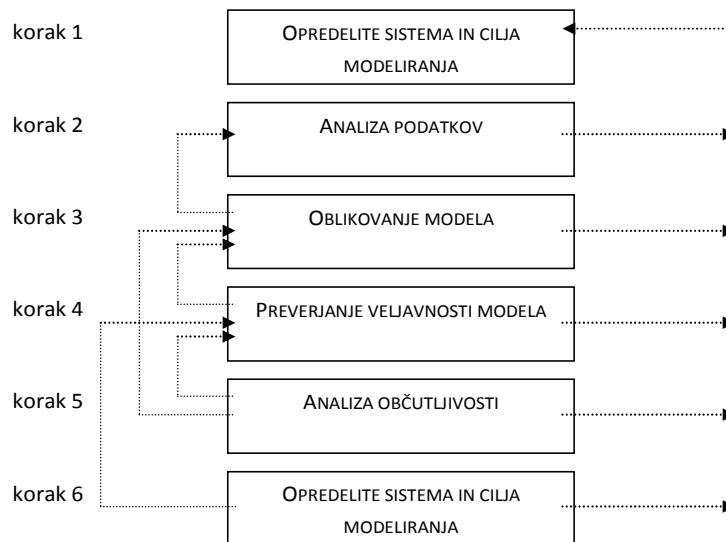 korak 1
OPREDELITE SISTEMA IN CILJA
MODELIRANJA
korak 2
ANALIZA PODATKOV
korak 3
OBLIKOVANJE MODELA
korak 4
PREVERJANJE VELJAVNOSTI MODELA
korak 5
ANALIZA OBČUTLJIVOSTI
korak 6
OPREDELITE SISTEMA IN CILJA
MODELIRANJA